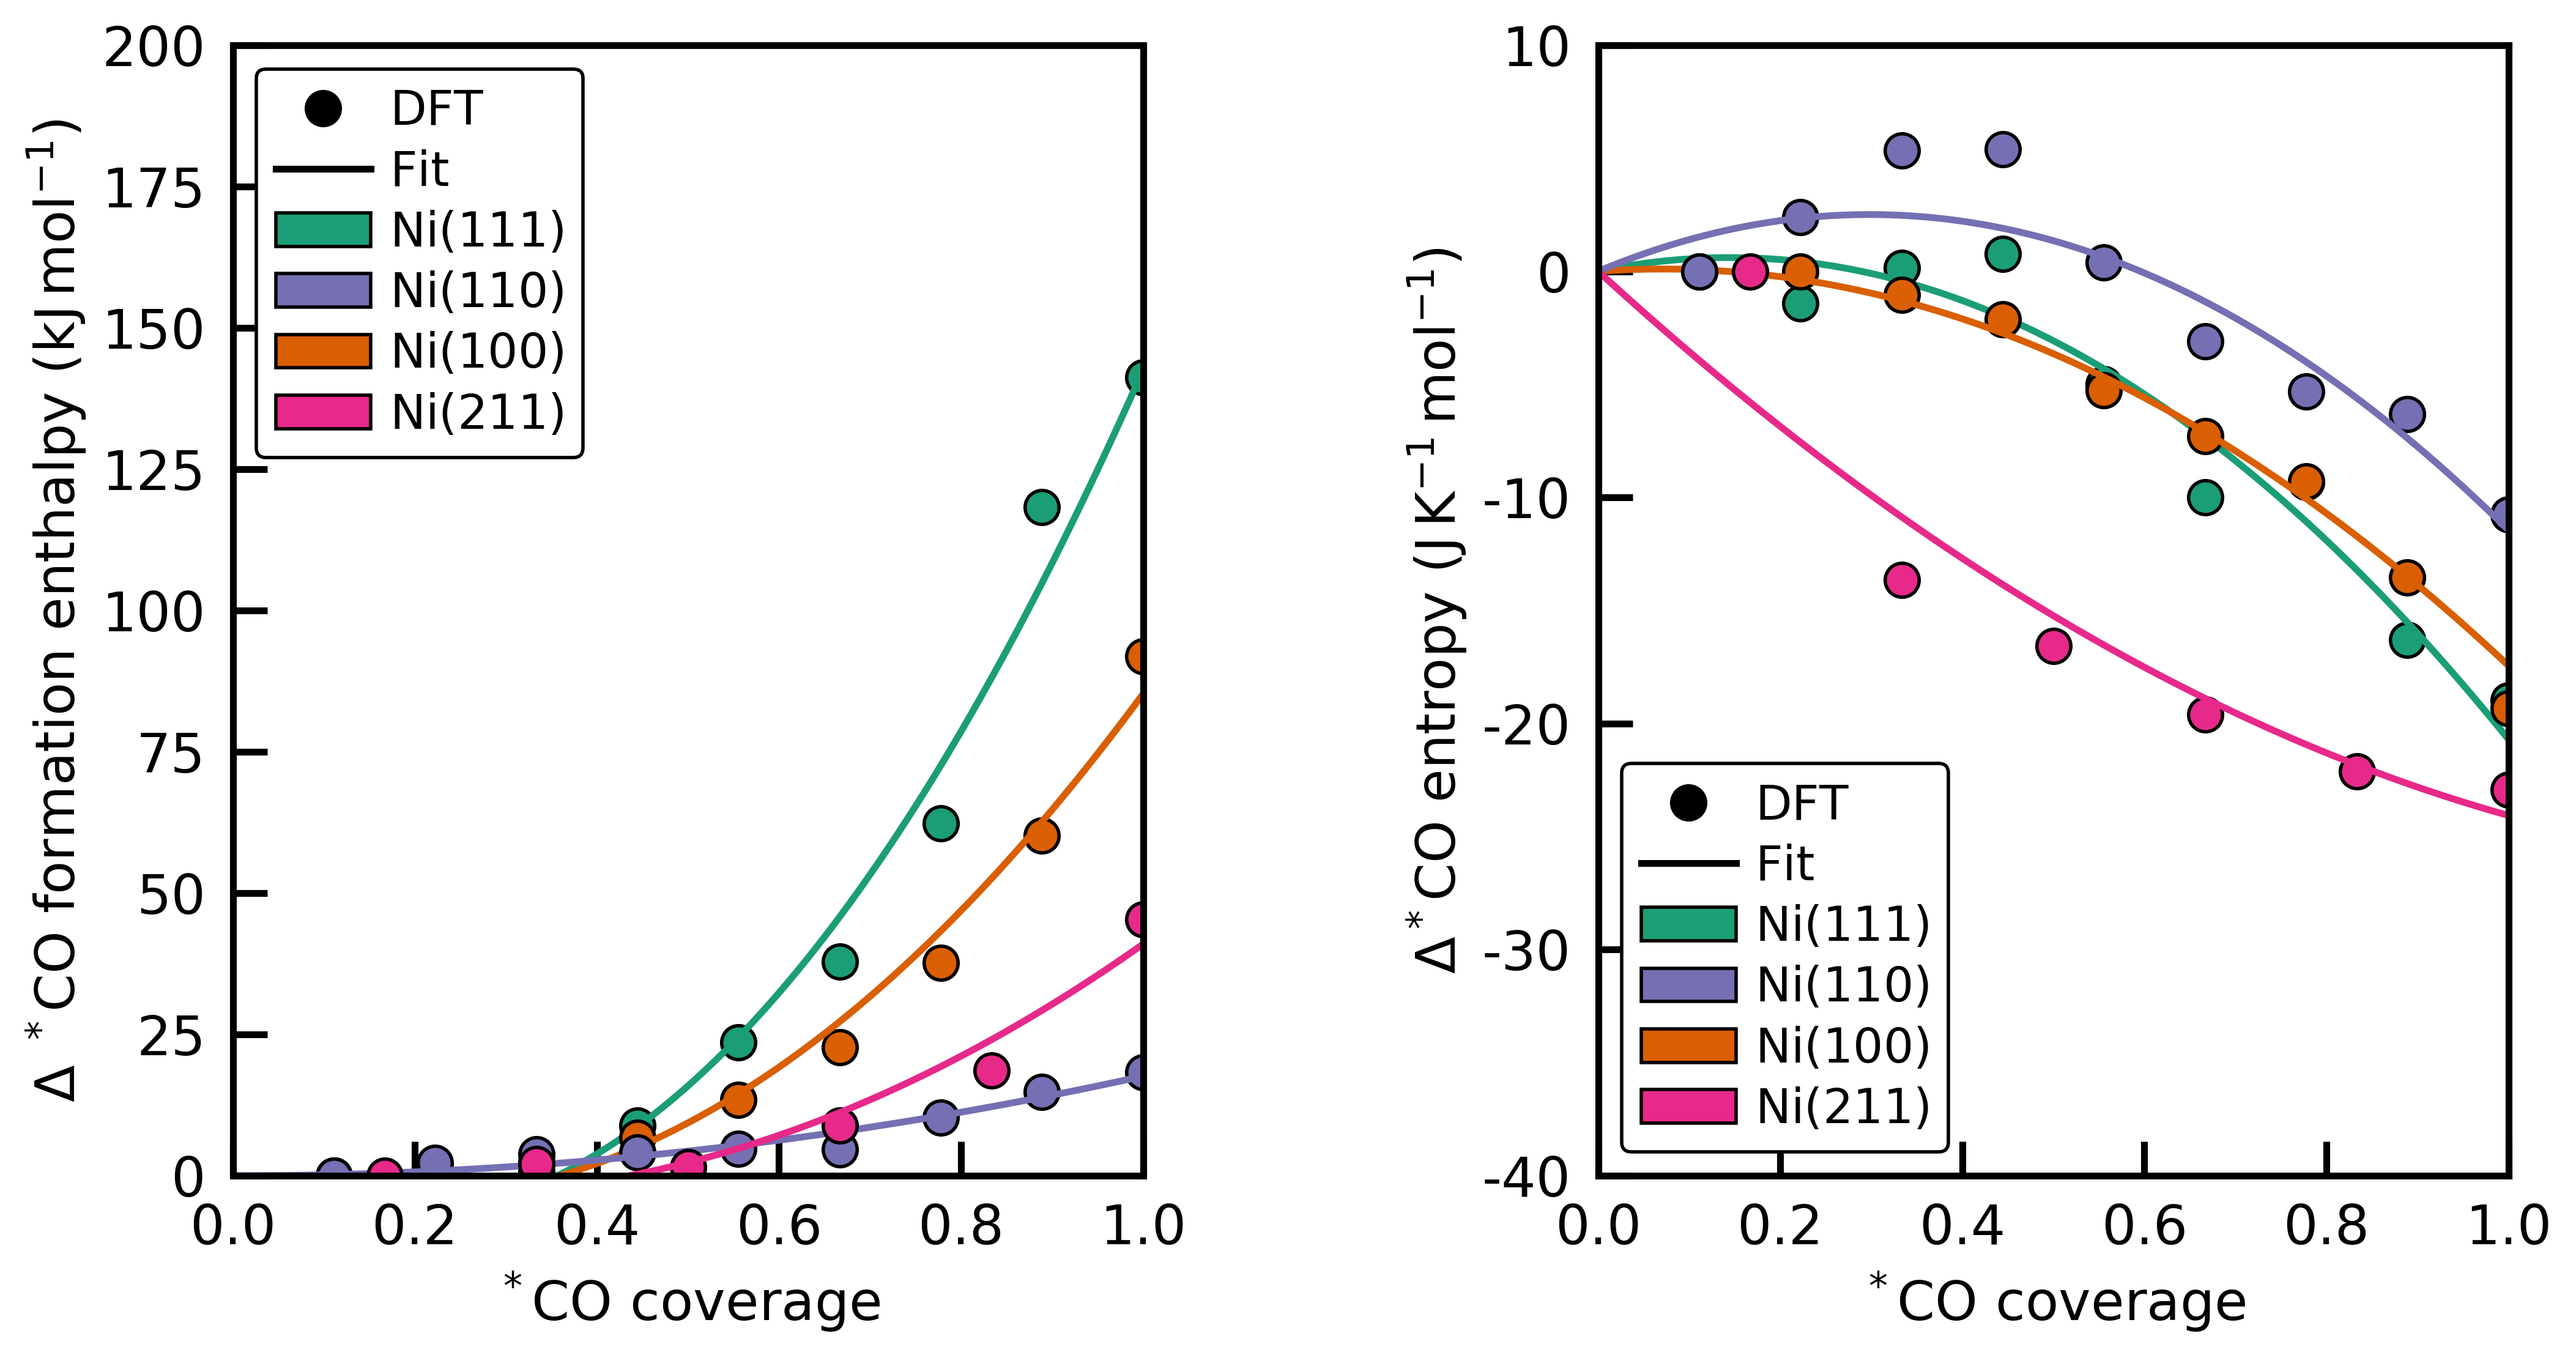 200
175
150
125
100
75
50
25
0
Δ *CO formation enthalpy (kJ mol⁻¹)
DFT
Fit
Ni(111)
Ni(110)
Ni(100)
Ni(211)
0.0 0.2 0.4 0.6 0.8 1.0
*CO coverage
10
0
-10
-20
-30
-40
Δ *CO entropy (J K⁻¹ mol⁻¹)
DFT
Fit
Ni(111)
Ni(110)
Ni(100)
Ni(211)
0.0 0.2 0.4 0.6 0.8 1.0
*CO coverage